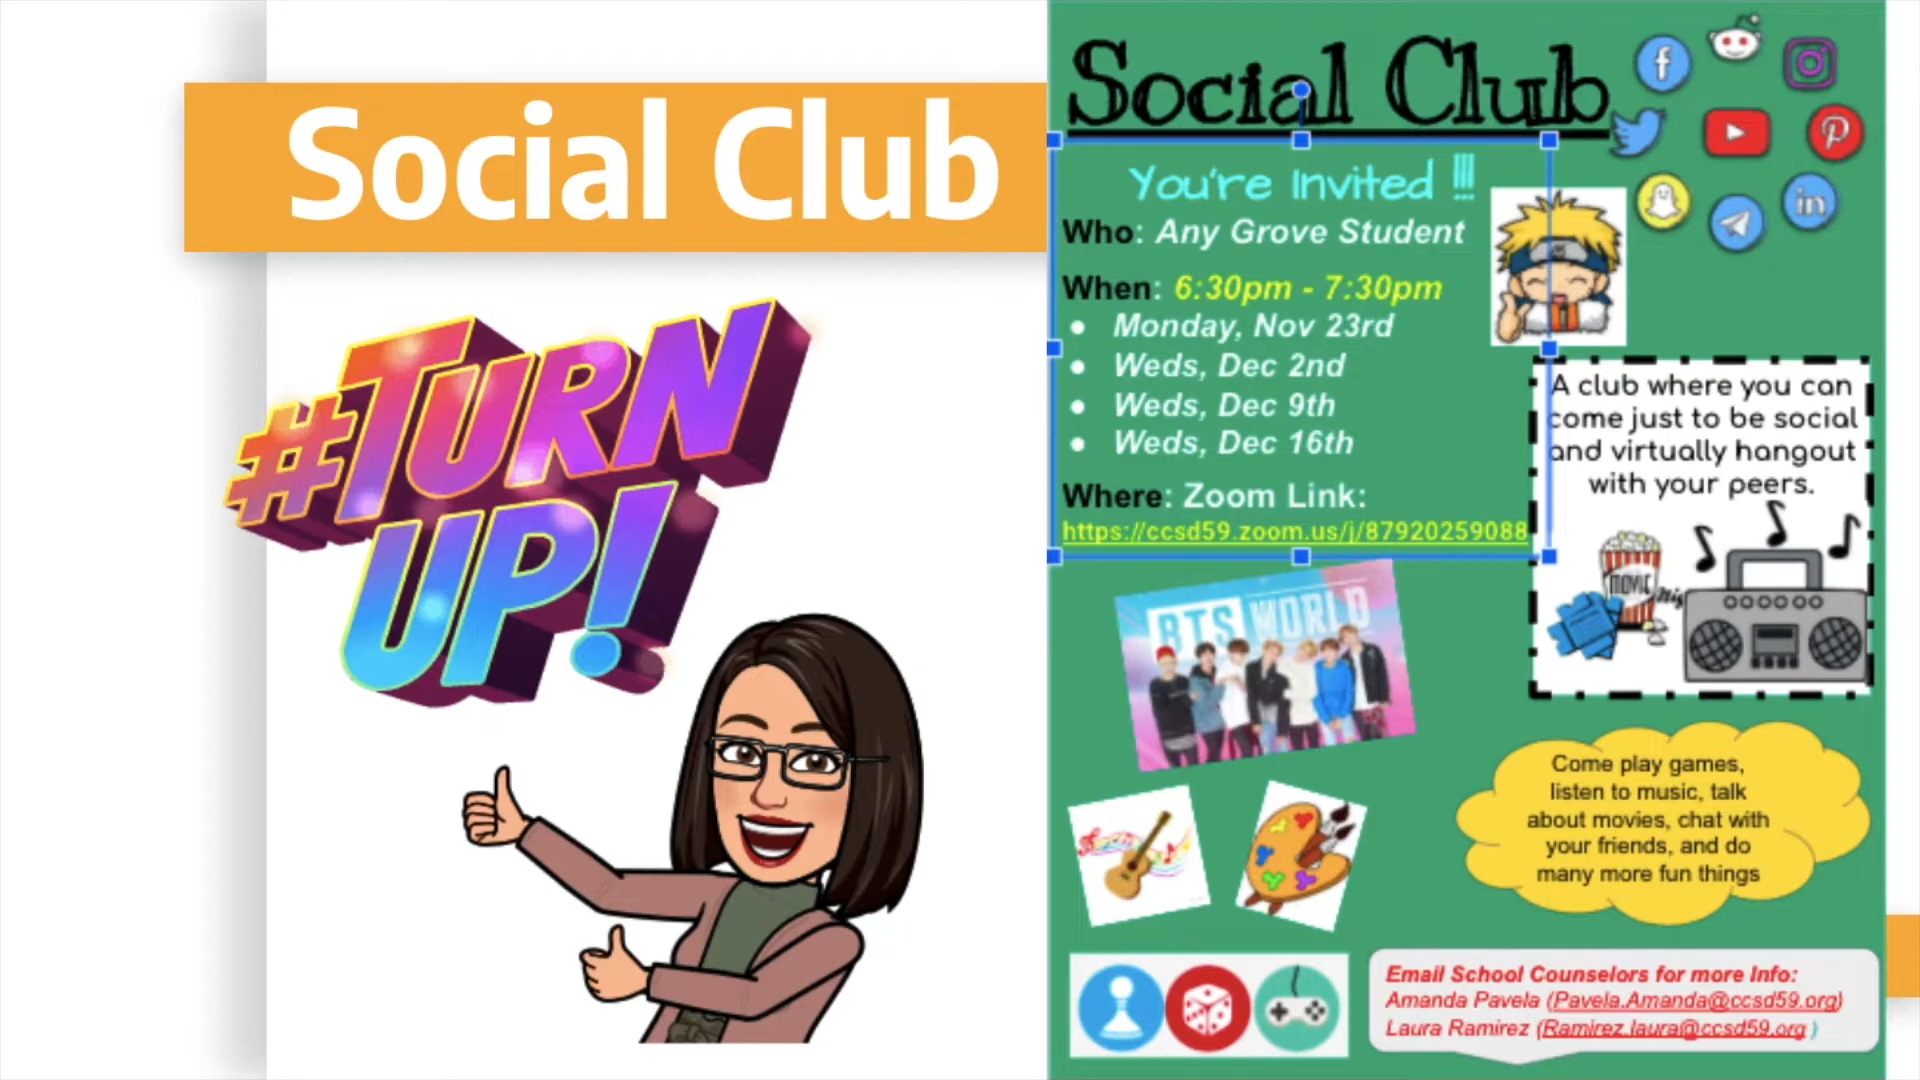 Social Club
#TURN
UP!
Social Club
You're Invited !!!
Who: Any Grove Student
When: 6:30pm - 7:30pm
● Monday, Nov 23rd
● Weds, Dec 2nd
● Weds, Dec 9th
● Weds, Dec 16th
Where: Zoom Link:
https://ccsd59.zoom.us/j/87920259088
A club where you can
come just to be social
and virtually hangout
with your peers.
MOVIE
BTS WORLD
Come play games,
listen to music, talk
about movies, chat with
your friends, and do
many more fun things
Email School Counselors for more Info:
Amanda Pavela (Pavela.Amanda@ccsd59.org)
Laura Ramirez (Ramirez.laura@ccsd59.org )